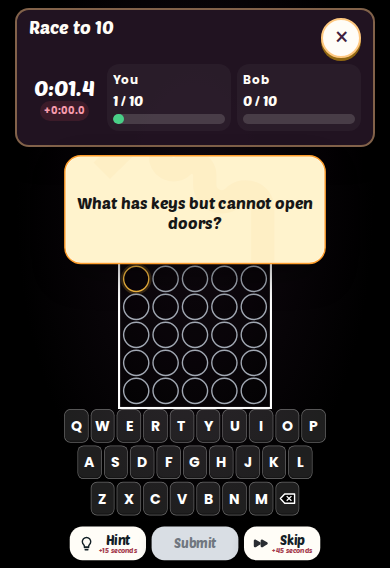 Race to 10
×
0:01.4
+0:00.0
You
1 / 10
Bob
0 / 10
What has keys but cannot open
doors?
Q W E R T Y U I O P
A S D F G H J K L
Z X C V B N M
Hint
+15 seconds
Submit
Skip
+45 seconds